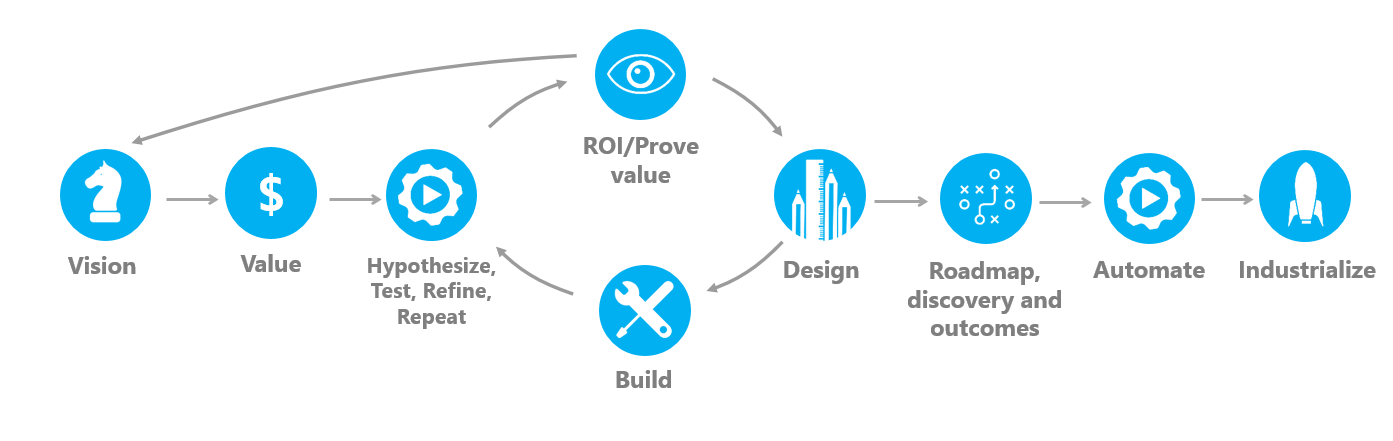 ROI/Prove
value
$
Vision
Value
Hypothesize,
Test, Refine,
Repeat
Design
Roadmap,
discovery and
outcomes
Automate
Industrialize
Build